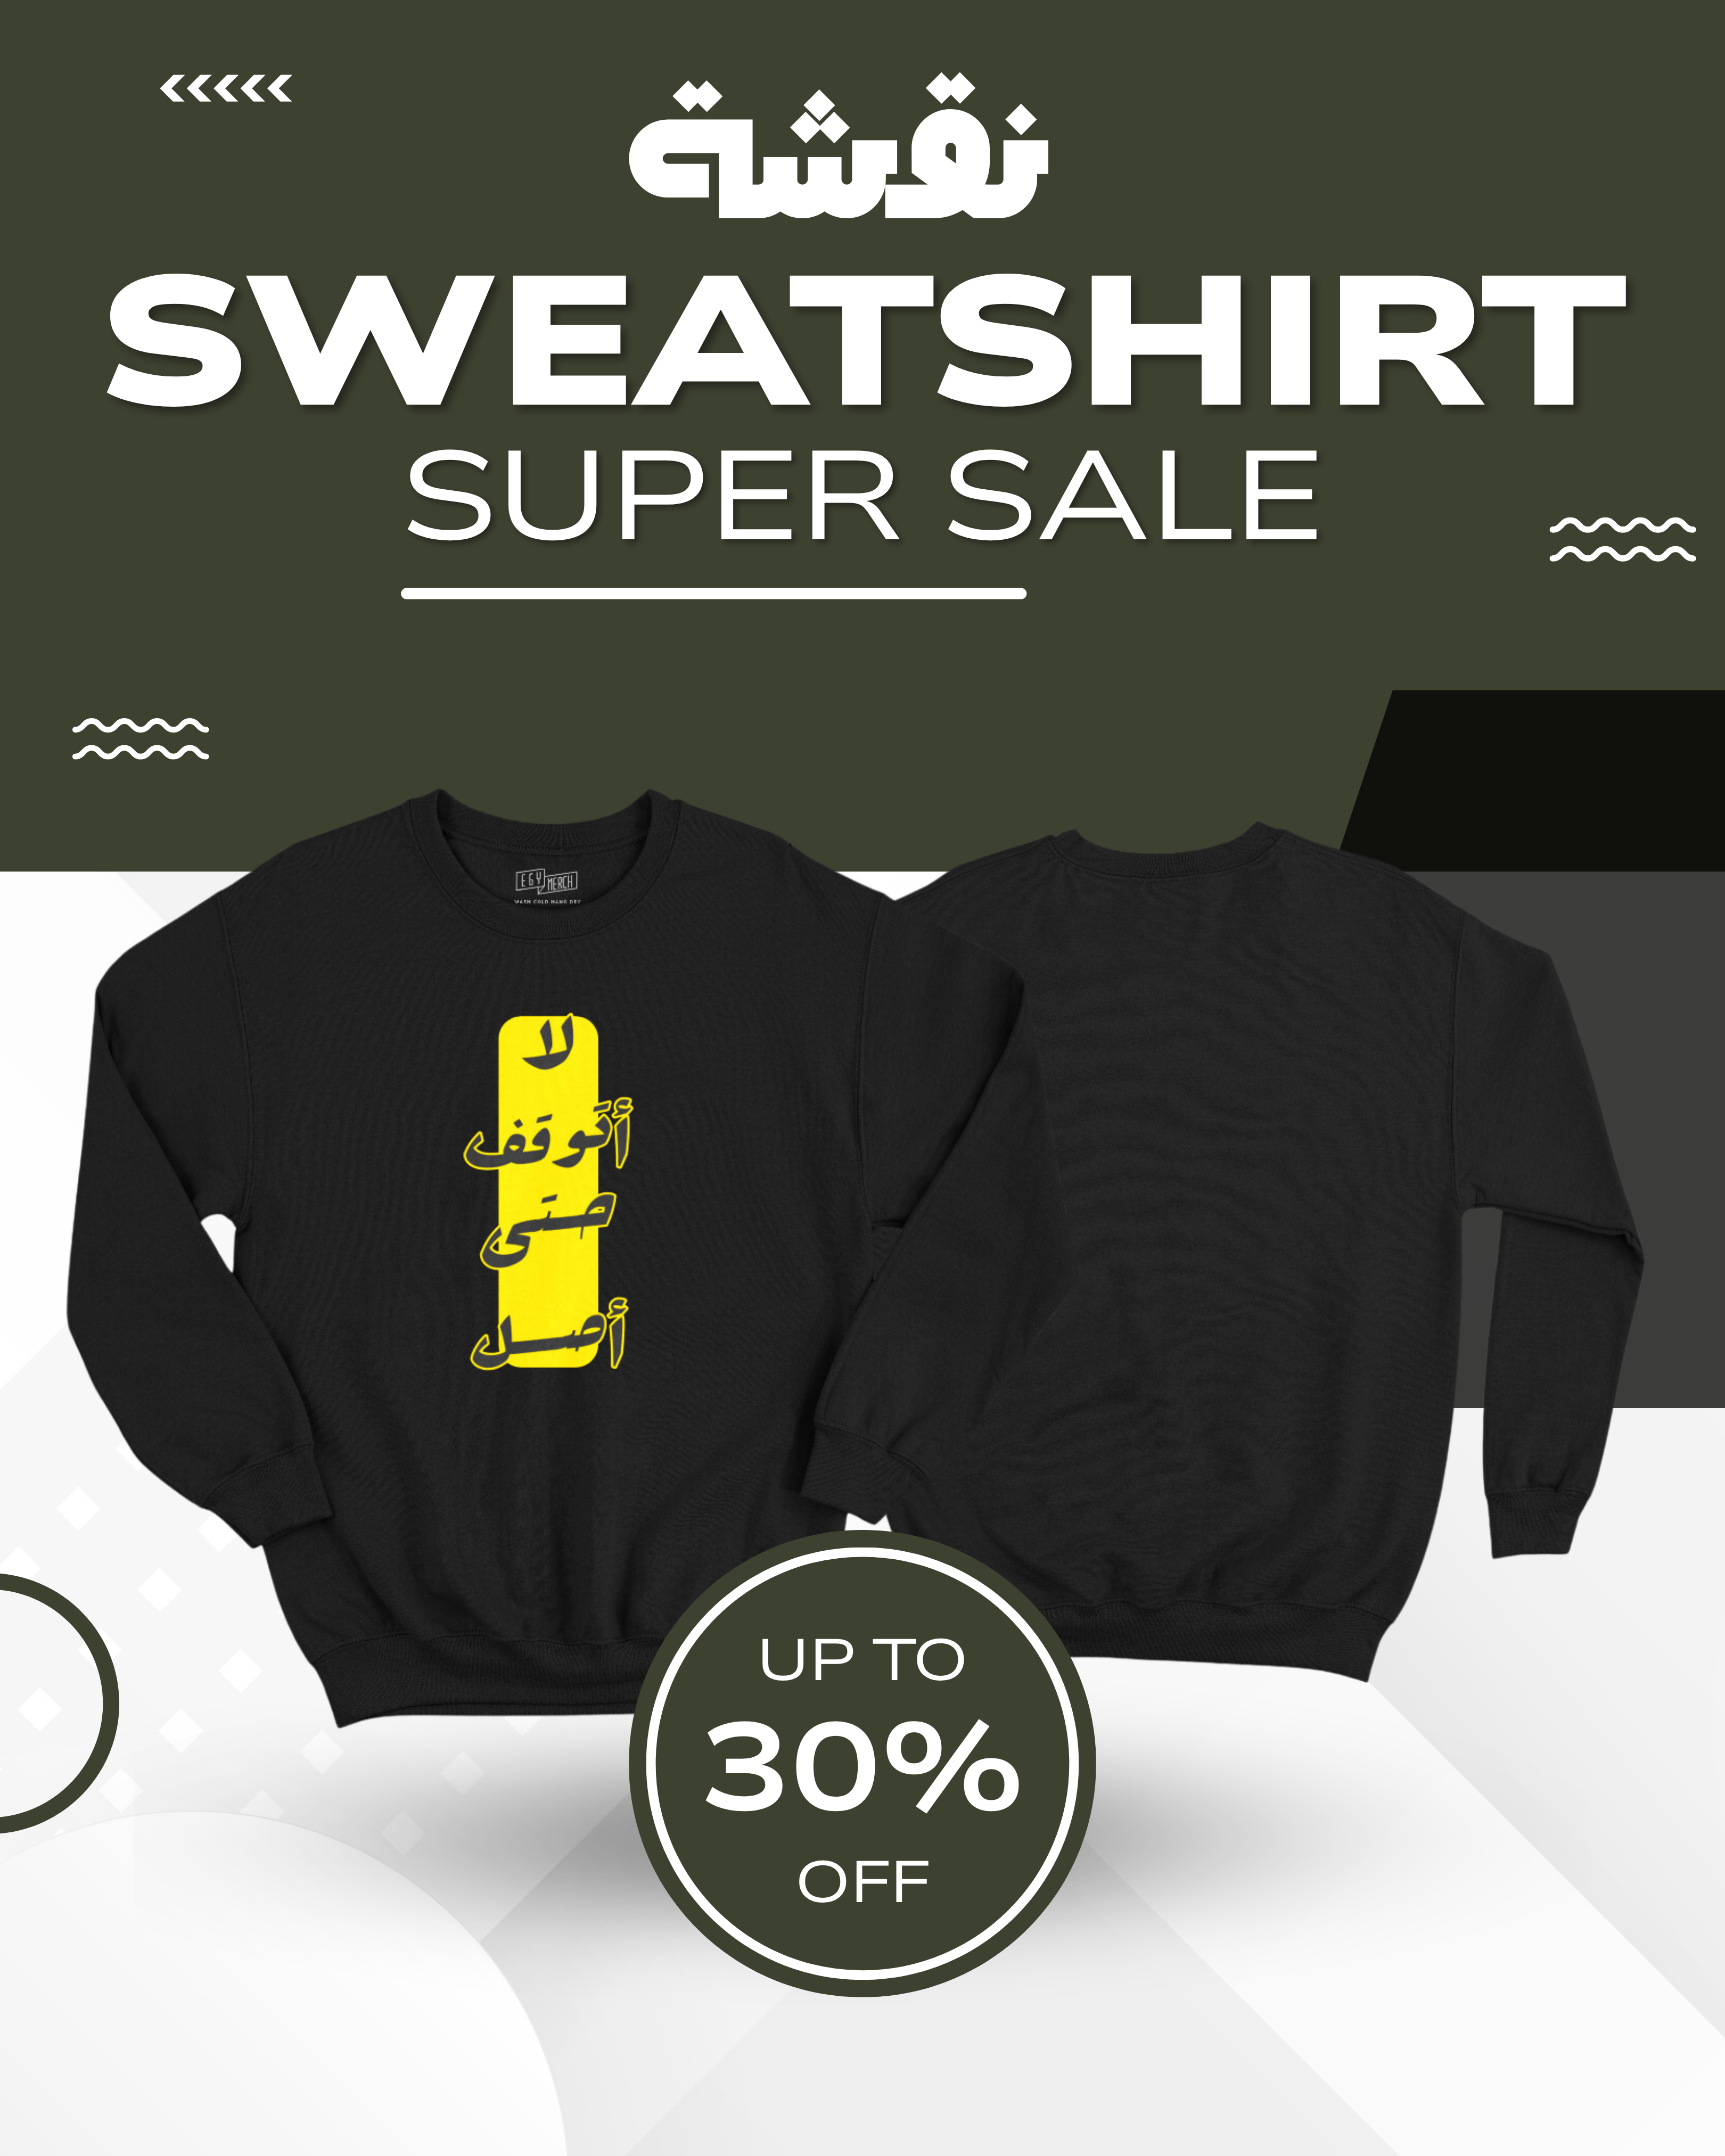 نقشة
SWEATSHIRT
SUPER SALE
EGY MERCH
WASH COLD HANG DRY
لا
أتوقف
حتى
أصل
UP TO
30%
OFF